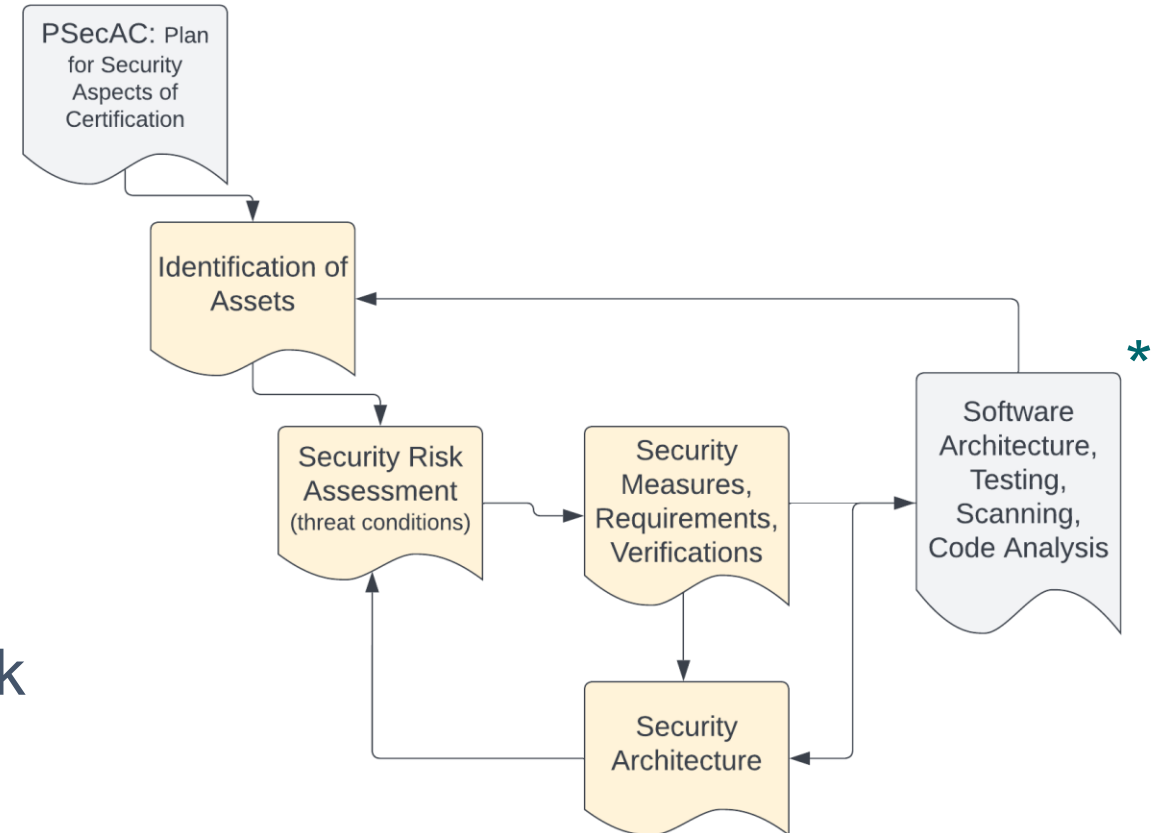 PSecAC: Plan
for Security
Aspects of
Certification
Identification of
Assets
*
Security Risk
Assessment
(threat conditions)
Security
Measures,
Requirements,
Verifications
Software
Architecture,
Testing,
Scanning,
Code Analysis
k
Security
Architecture